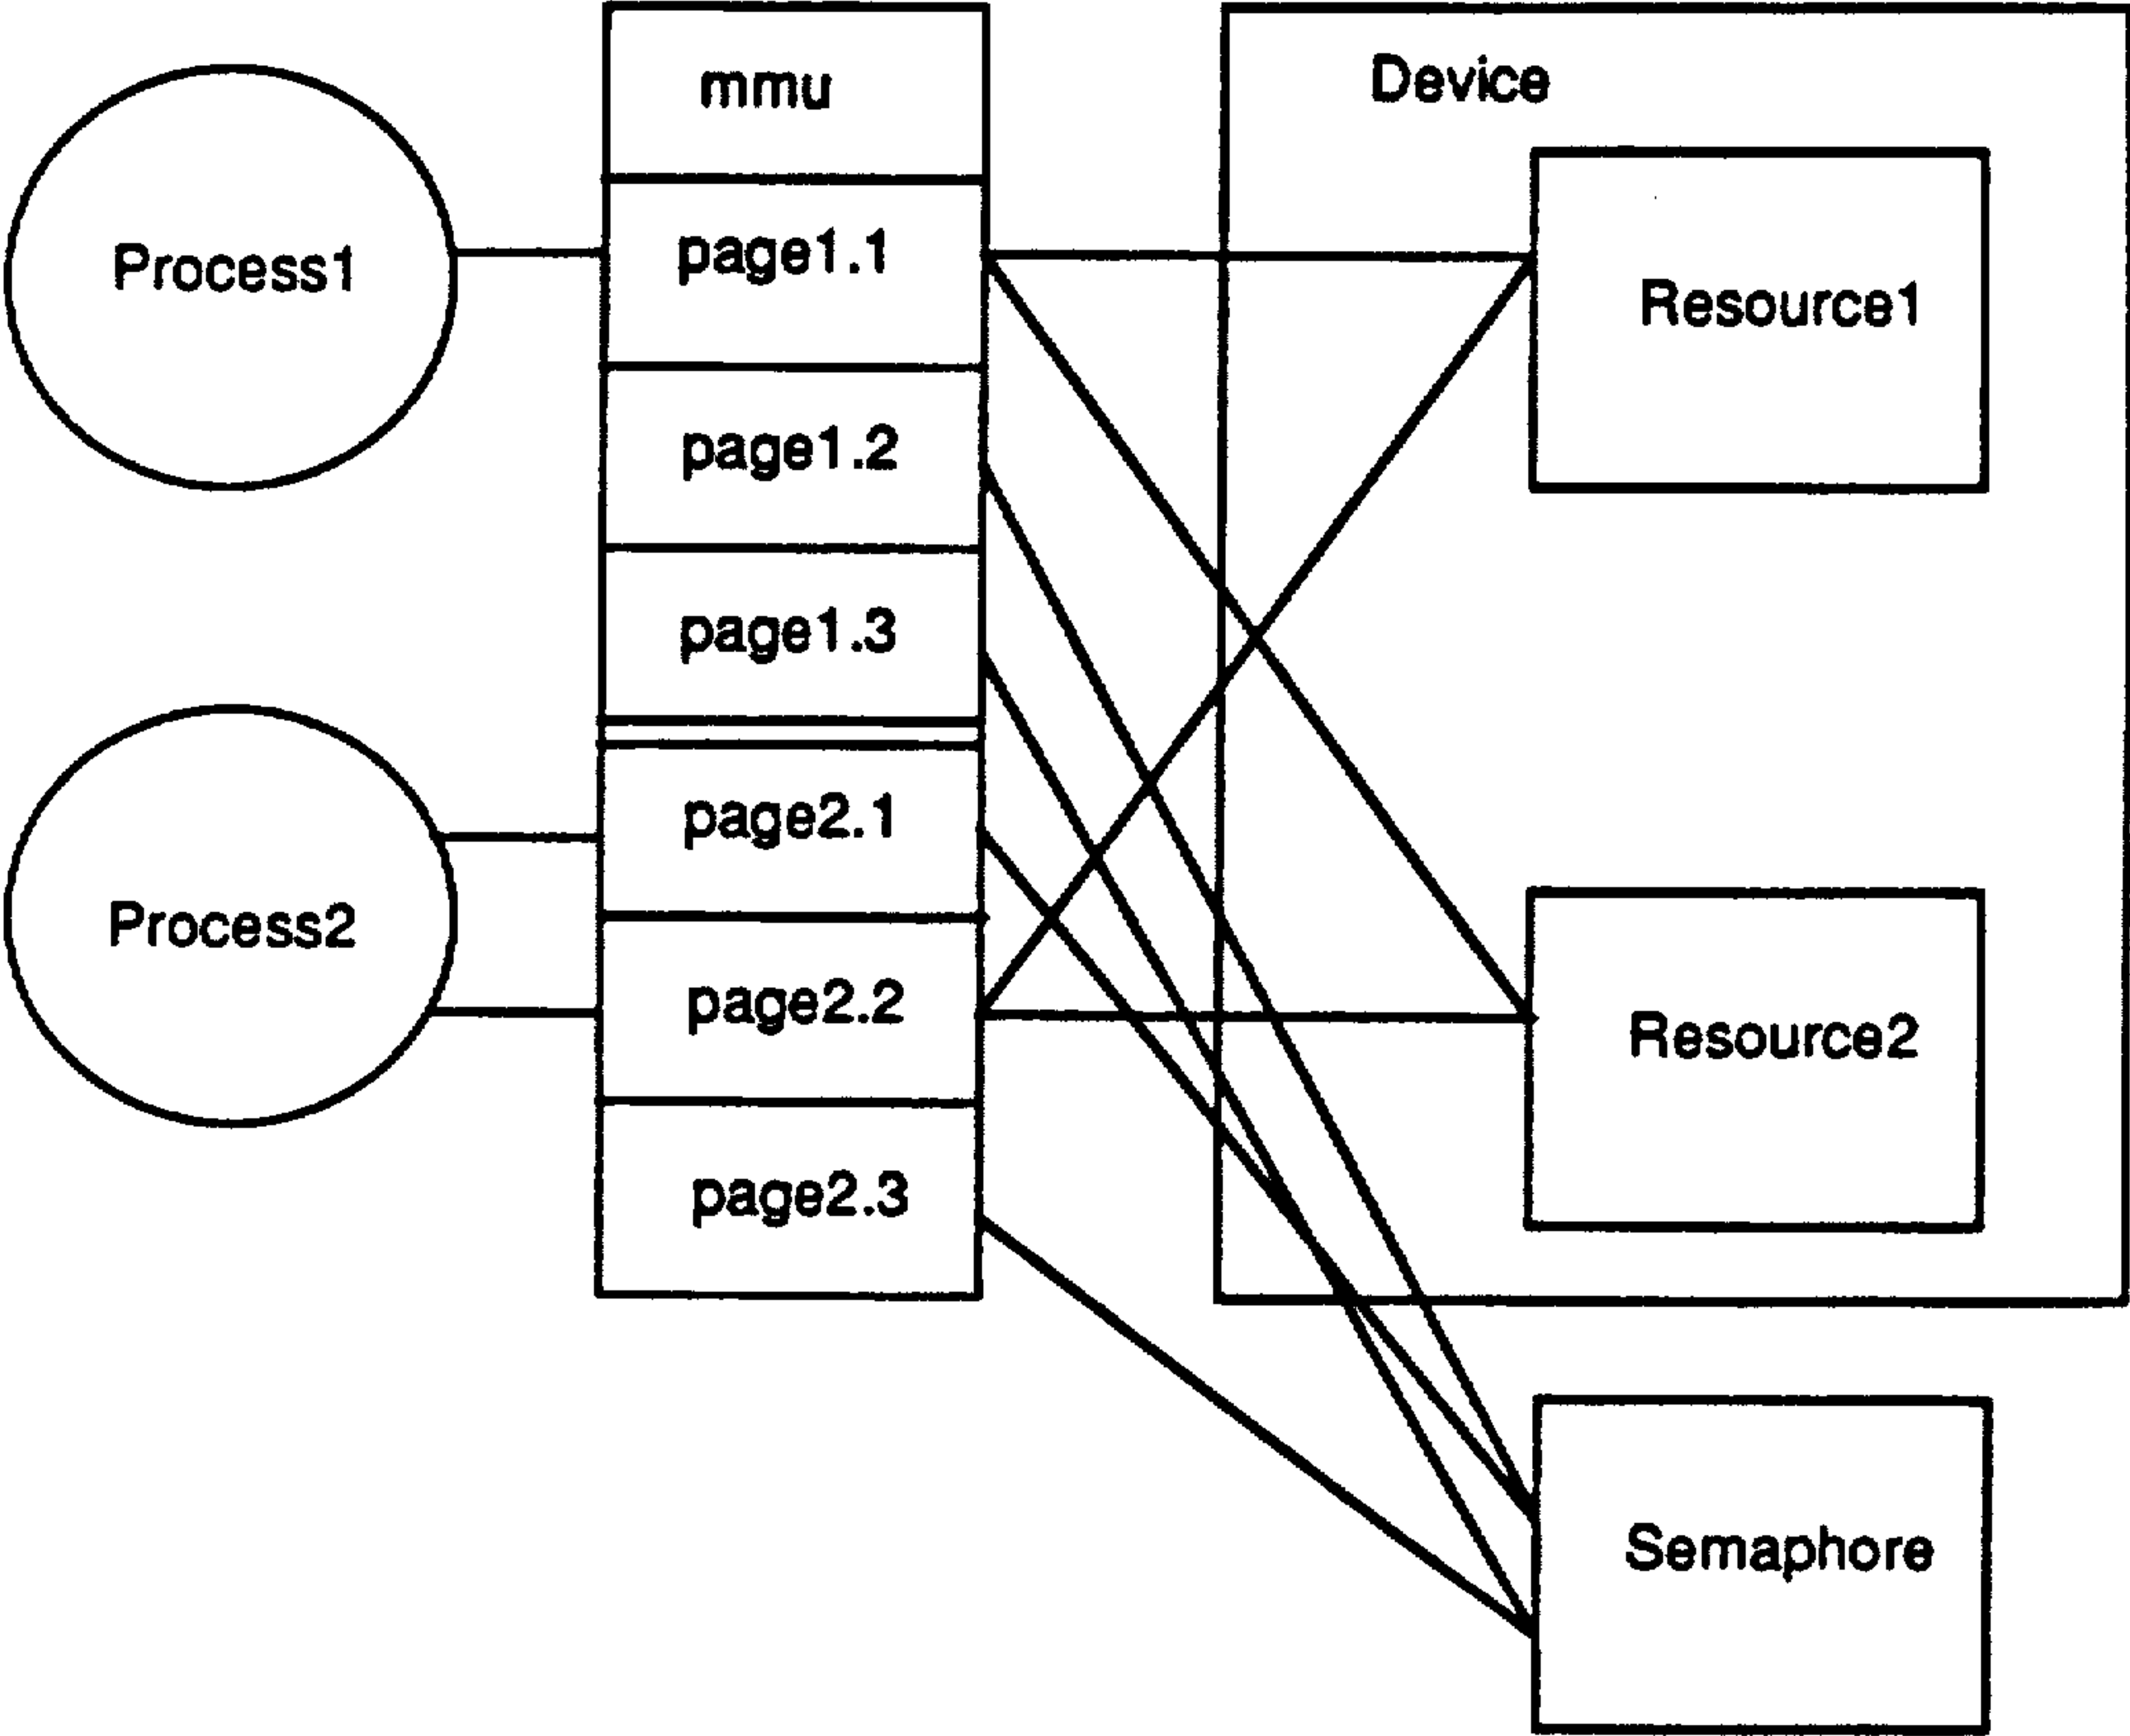 mmu
Device
Process1
page1.1
Resource1
page1.2
page1.3
page2.1
Process2
page2.2
Resource2
page2.3
Semaphore